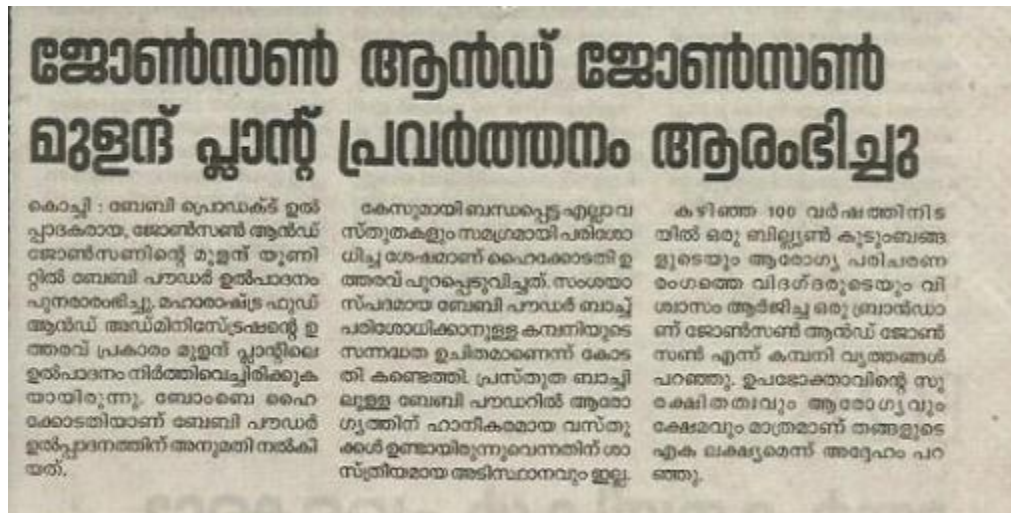 ജോൺസൺ ആൻഡ് ജോൺസൺ
മുളന്ദ് പ്ലാന്റ് പ്രവർത്തനം ആരംഭിച്ചു
കൊച്ചി : ബേബി പ്രൊഡക്ട് ഉൽ
പ്പാദകരായ, ജോൺസൺ ആൻഡ്
ജോൺസണിന്റെ മുളന്ദ് യൂണി
റ്റിൽ ബേബി പൗഡർ ഉൽപാദനം
പുനരാരംഭിച്ചു. മഹാരാഷ്ട്ര ഫുഡ്
ആൻഡ് അഡ്മിനിസ്ട്രേഷന്റെ ഉ
ത്തരവ് പ്രകാരം മുളന്ദ് പ്ലാന്റിലെ
ഉൽപാദനം നിർത്തിവെച്ചിരിക്കുക
യായിരുന്നു. ബോംബെ ഹൈ
ക്കോടതിയാണ് ബേബി പൗഡർ
ഉൽപ്പാദനത്തിന് അനുമതി നൽകി
യത്.
കേസുമായി ബന്ധപ്പെട്ട എല്ലാ വ
സ്തുതകളും സമഗ്രമായി പരിശോ
ധിച്ച ശേഷമാണ് ഹൈക്കോടതി ഉ
ത്തരവ് പുറപ്പെടുവിച്ചത്. സംശയാ
സ്പദമായ ബേബി പൗഡർ ബാച്ച്
പരിശോധിക്കാനുള്ള കമ്പനിയുടെ
സന്നദ്ധത ഉചിതമാണെന്ന് കോട
തി കണ്ടെത്തി. പ്രസ്തുത ബാച്ചി
ലുള്ള ബേബി പൗഡറിൽ ആരോ
ഗ്യത്തിന് ഹാനികരമായ വസ്തു
ക്കൾ ഉണ്ടായിരുന്നുവെന്നതിന് ശാ
സ്ത്രീയമായ അടിസ്ഥാനവും ഇല്ല.
കഴിഞ്ഞ 100 വർഷത്തിനിട
യിൽ ഒരു ബില്ല്യൺ കുടുംബങ്ങ
ളുടെയും ആരോഗ്യ പരിചരണ
രംഗത്തെ വിദഗ്ദരുടെയും വി
ശ്വാസം ആർജിച്ച ഒരു ബ്രാൻഡാ
ണ് ജോൺസൺ ആൻഡ് ജോൺ
സൺ എന്ന് കമ്പനി വൃത്തങ്ങൾ
പറഞ്ഞു. ഉപഭോക്താവിന്റെ സു
രക്ഷിതത്വവും ആരോഗ്യവും
ക്ഷേമവും മാത്രമാണ് തങ്ങളുടെ
എക ലക്ഷ്യമെന്ന് അദ്ദേഹം പറ
ഞ്ഞു.